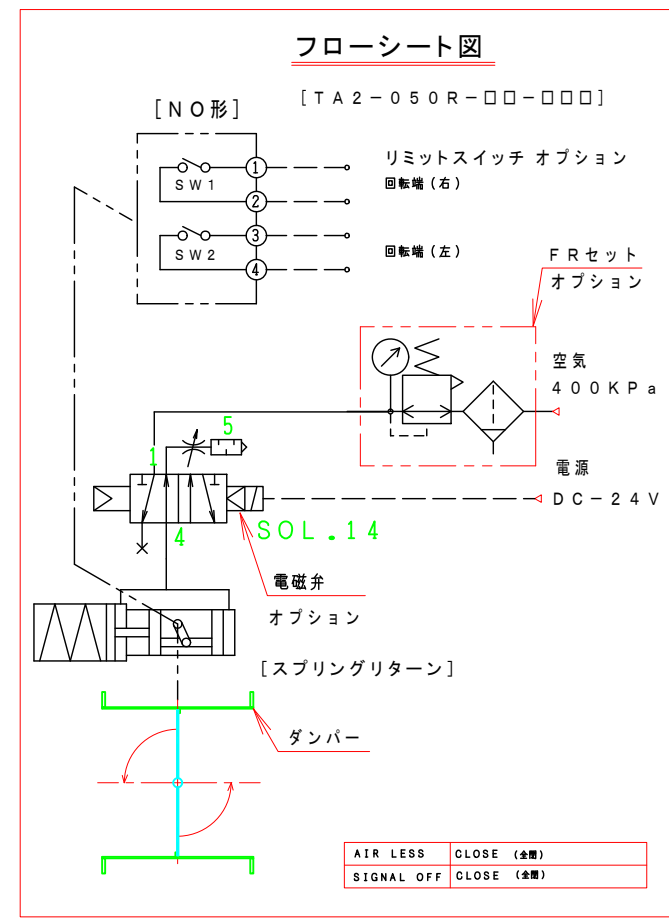 フローシート図
[TA2-050R-□□-□□□]
[NO形]
リミットスイッチ オプション
SW1
1
回転端(右)
2
SW2
3
回転端(左)
4
FRセット
オプション
空気
400KPa
5
1
電源
DC-24V
4
SOL.14
電磁弁
オプション
[スプリングリターン]
ダンパー
AIR LESS CLOSE (全閉)
SIGNAL OFF CLOSE (全閉)